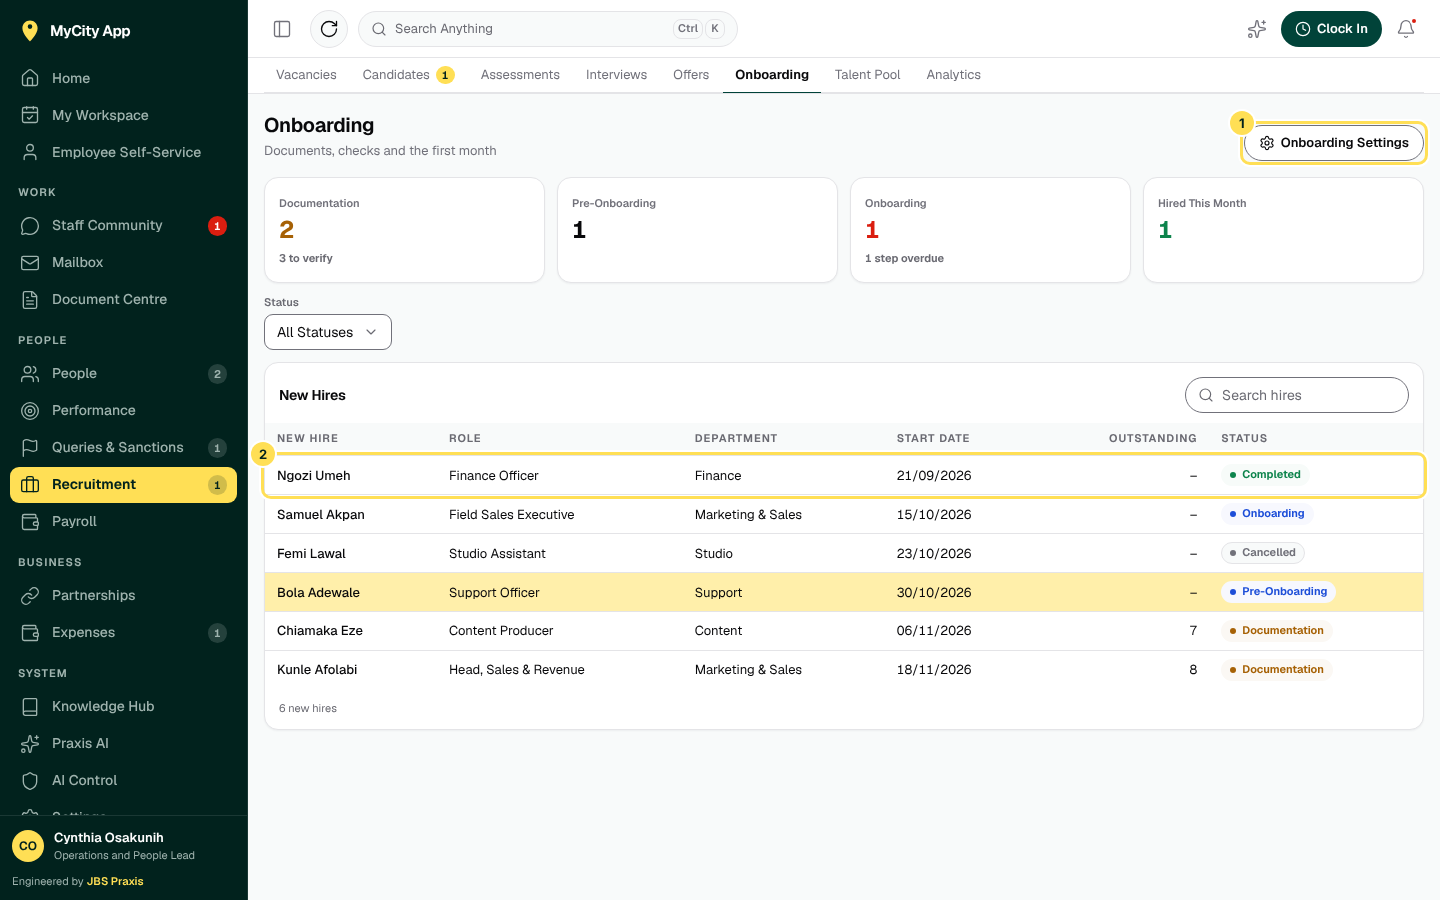 MyCity App
Home
My Workspace
Employee Self-Service
WORK
Staff Community 1
Mailbox
Document Centre
PEOPLE
People 2
Performance
Queries & Sanctions 1
Recruitment 1
Payroll
BUSINESS
Partnerships
Expenses 1
SYSTEM
Knowledge Hub
Praxis AI
AI Control
Settings
CO Cynthia Osakunih
Operations and People Lead
Engineered by JBS Praxis
Search Anything Ctrl K
Clock In
Vacancies Candidates 1 Assessments Interviews Offers Onboarding Talent Pool Analytics
Onboarding
Documents, checks and the first month
1 Onboarding Settings
Documentation
2
3 to verify
Pre-Onboarding
1
Onboarding
1
1 step overdue
Hired This Month
1
Status
All Statuses
New Hires
Search hires
NEW HIRE ROLE DEPARTMENT START DATE OUTSTANDING STATUS
2
Ngozi Umeh Finance Officer Finance 21/09/2026 – Completed
Samuel Akpan Field Sales Executive Marketing & Sales 15/10/2026 – Onboarding
Femi Lawal Studio Assistant Studio 23/10/2026 – Cancelled
Bola Adewale Support Officer Support 30/10/2026 – Pre-Onboarding
Chiamaka Eze Content Producer Content 06/11/2026 7 Documentation
Kunle Afolabi Head, Sales & Revenue Marketing & Sales 18/11/2026 8 Documentation
6 new hires